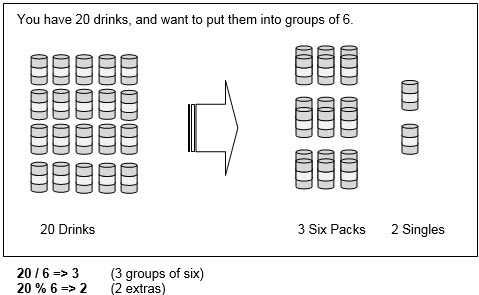 You have 20 drinks, and want to put them into groups of 6.
20 Drinks 3 Six Packs 2 Singles
20 / 6 => 3 (3 groups of six)
20 % 6 => 2 (2 extras)